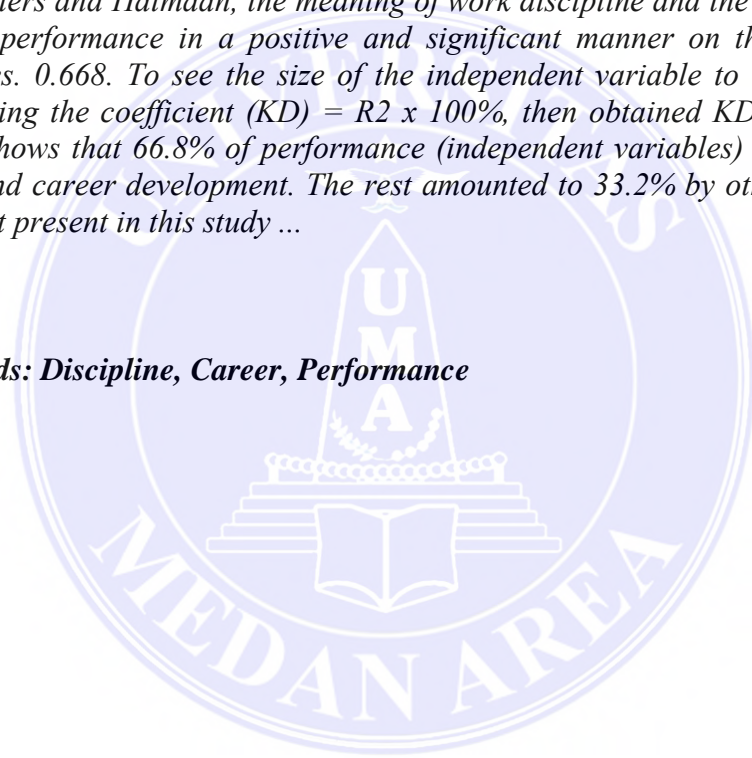 ters and Halmaan, the meaning of work discipline and the
performance in a positive and significant manner on th
s. 0.668. To see the size of the independent variable to
ing the coefficient (KD) = R2 x 100%, then obtained KD
hows that 66.8% of performance (independent variables)
nd career development. The rest amounted to 33.2% by ot
t present in this study ...
ds: Discipline, Career, Performance
UNIVERSITAS
U
M
A
MEDAN AREA